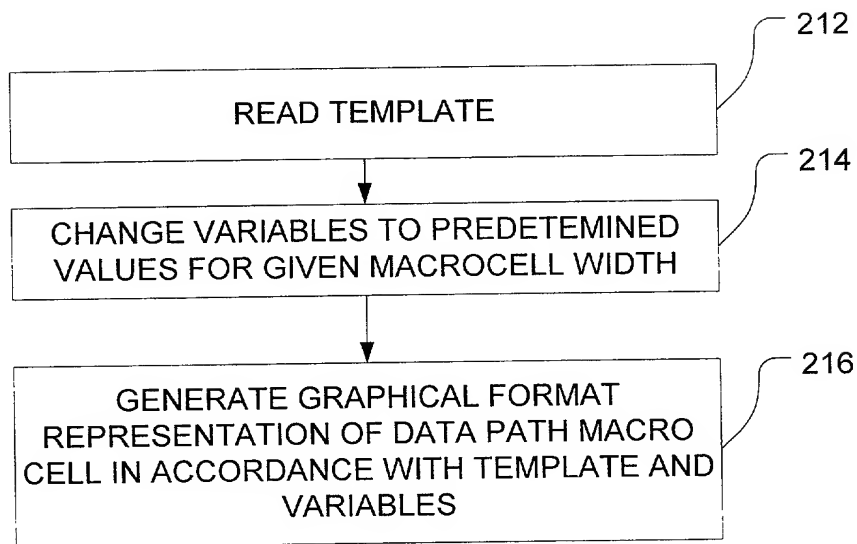 212
READ TEMPLATE
214
CHANGE VARIABLES TO PREDETEMINED
VALUES FOR GIVEN MACROCELL WIDTH
216
GENERATE GRAPHICAL FORMAT
REPRESENTATION OF DATA PATH MACRO
CELL IN ACCORDANCE WITH TEMPLATE AND
VARIABLES